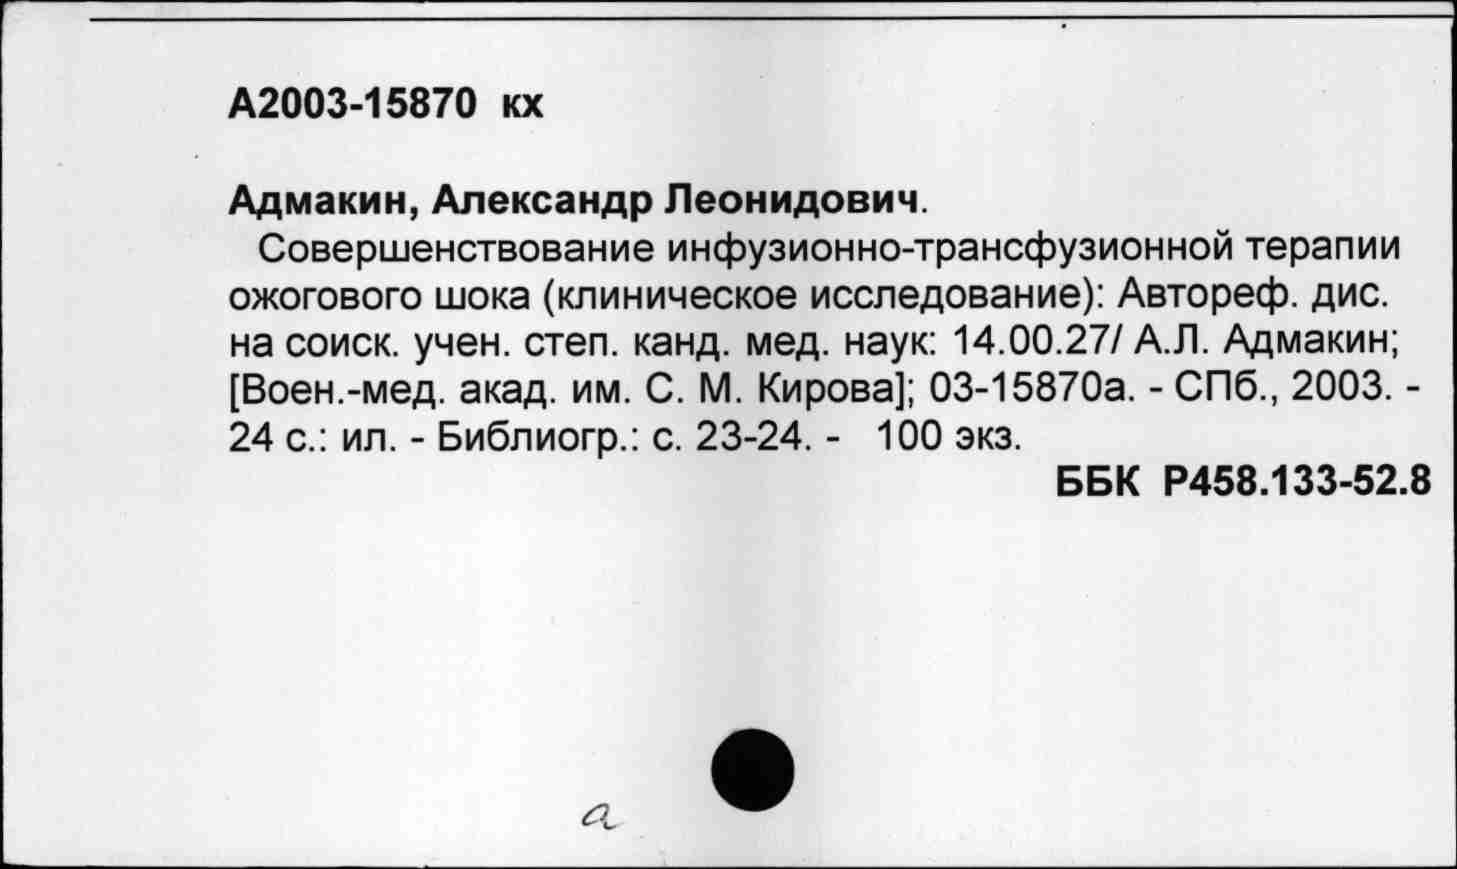 А2003-15870 кх
Адмакин, Александр Леонидович.
Совершенствование инфузионно-трансфузионной терапии
ожогового шока (клиническое исследование): Автореф. дис.
на соиск. учен. степ. канд. мед. наук: 14.00.27/ А.Л. Адмакин;
[Воен.-мед. акад. им. С. М. Кирова]; 03-15870а. - СПб., 2003. -
24 с.: ил. - Библиогр.: с. 23-24. - 100 экз.
ББК Р458.133-52.8
а